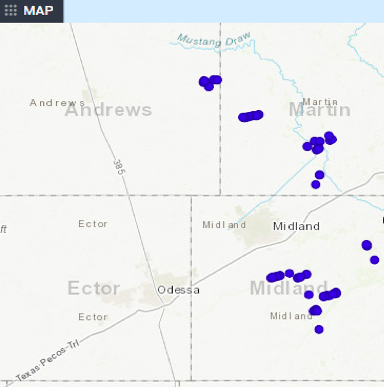 MAP
Mustang Draw
Andrews
Andrews
Martin
Martin
385
Ector
Midland
Midland
ft
Ector
Odessa
Midland
Ector
Midland
Texas-Pecos-Trl